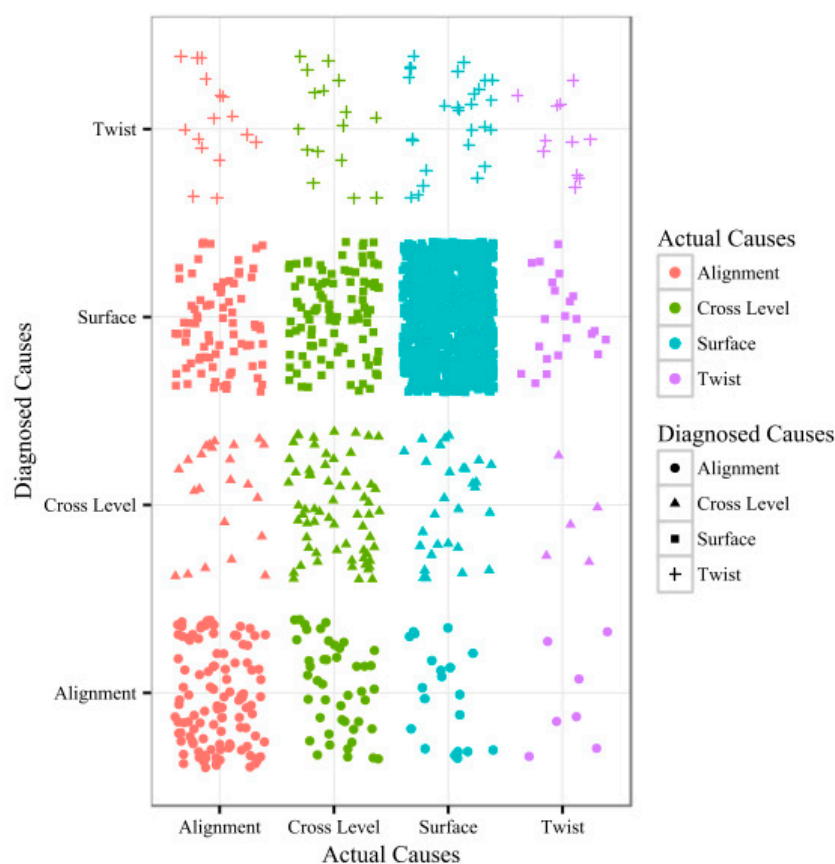 Twist
Surface
Cross Level
Alignment
Diagnosed Causes
Alignment
Cross Level
Surface
Twist
Actual Causes
Actual Causes
Alignment
Cross Level
Surface
Twist
Diagnosed Causes
Alignment
Cross Level
Surface
Twist